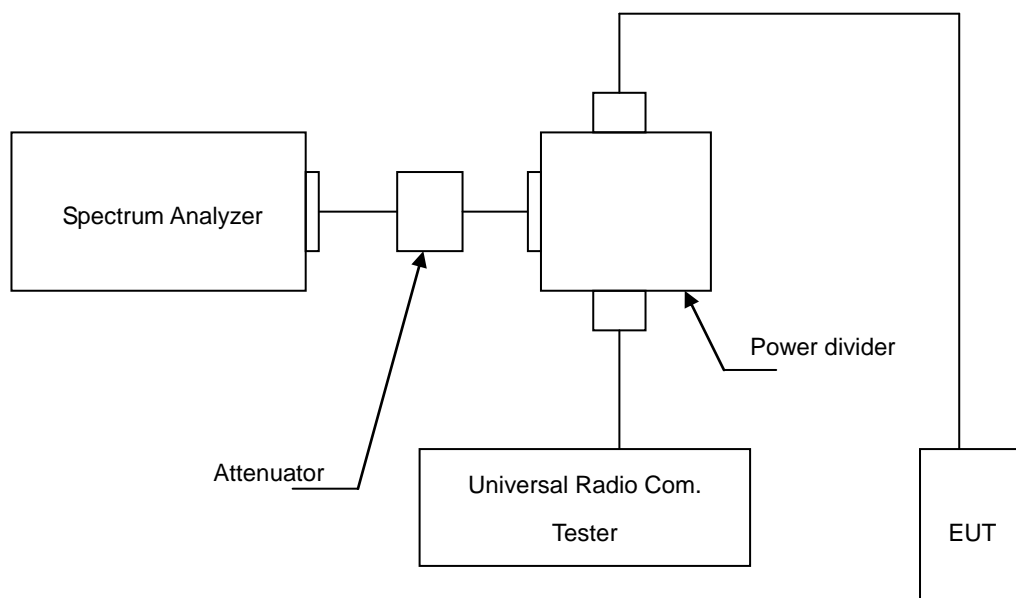 Spectrum Analyzer
Power divider
Attenuator
Universal Radio Com.
Tester
EUT